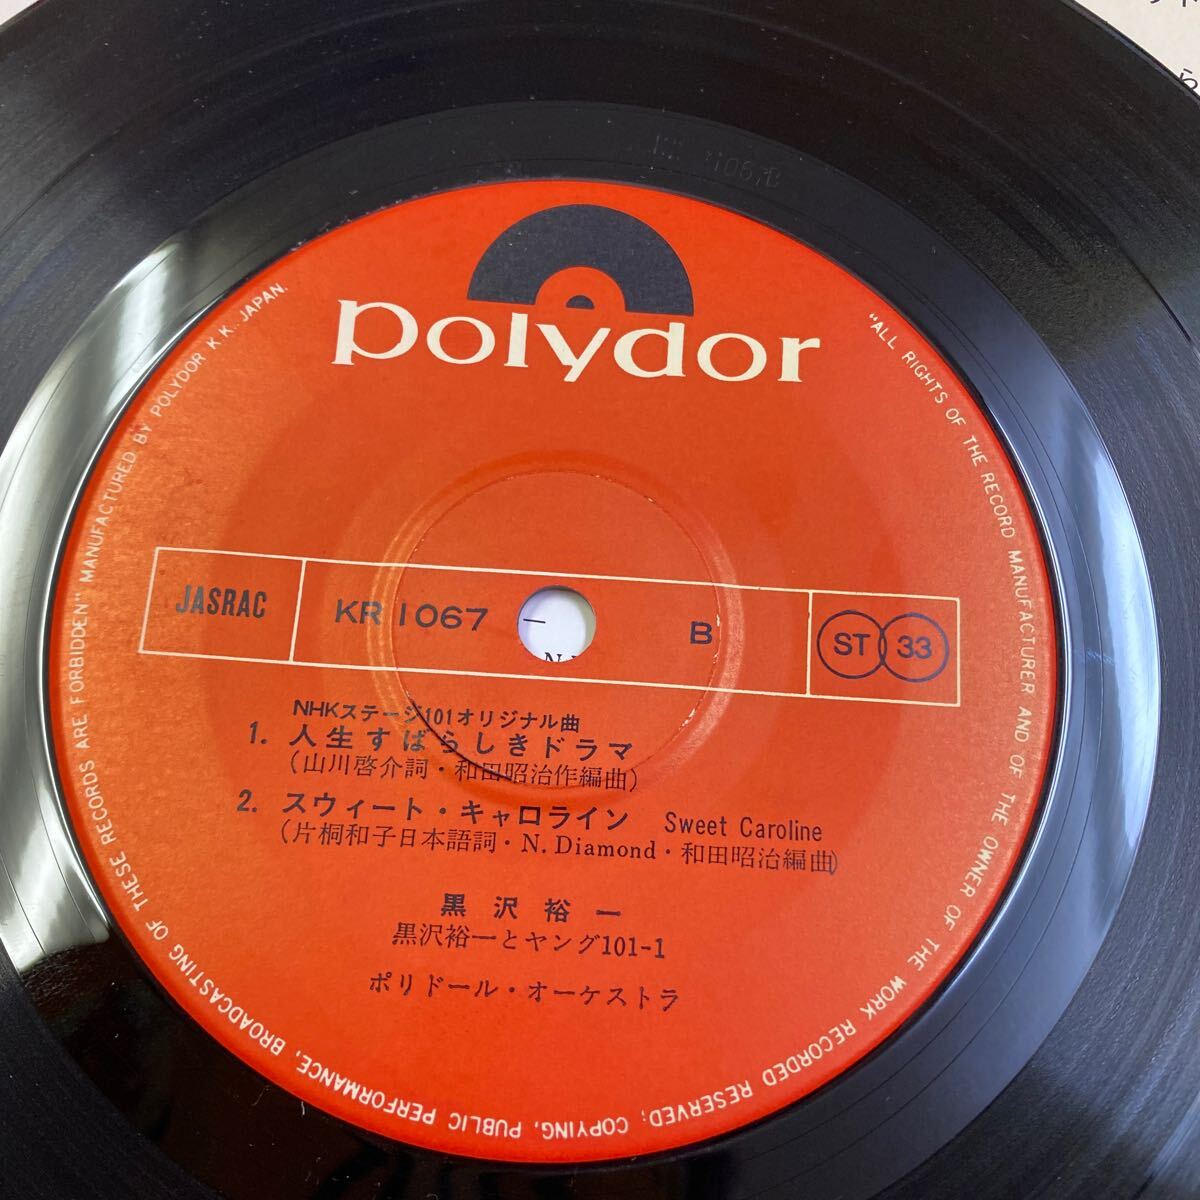 polydor
"ALL RIGHTS OF THE RECORD MANUFACTURER AND OF THE OWNER OF THE WORK RECORDED RESERVED; COPYING, PUBLIC PERFORMANCE, BROADCASTING OF THESE RECORDS ARE FORBIDDEN" MANUFACTURED BY POLYDOR K.K. JAPAN.
JASRAC KR 1067 B ST 33
NHKステージ101オリジナル曲
1. 人生すばらしきドラマ
(山川啓介詞・和田昭治作編曲)
2. スウィート・キャロライン Sweet Caroline
(片桐和子日本語詞・N. Diamond・和田昭治編曲)
黒沢裕一
黒沢裕一とヤング101-1
ポリドール・オーケストラ